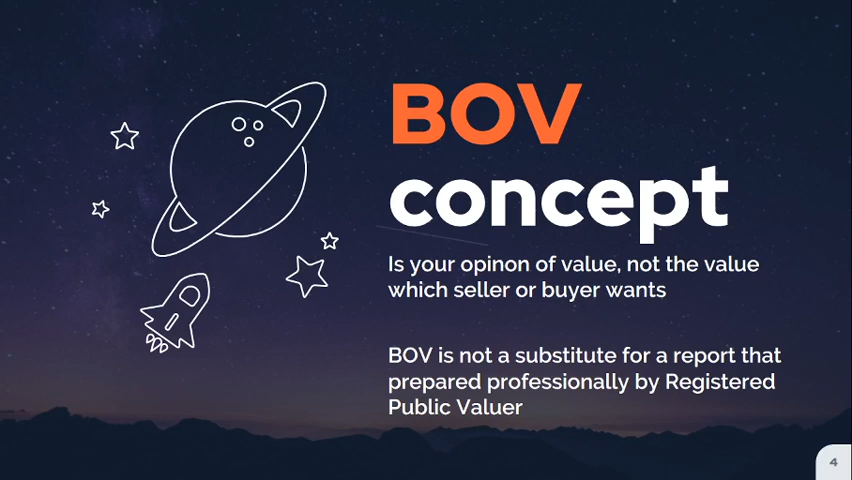 BOV
concept
Is your opinon of value, not the value
which seller or buyer wants
BOV is not a substitute for a report that
prepared professionally by Registered
Public Valuer
4